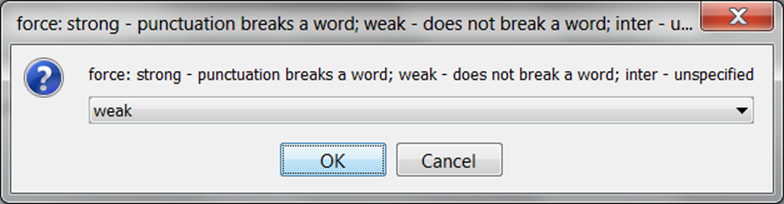 force: strong - punctuation breaks a word; weak - does not break a word; inter - u...
force: strong - punctuation breaks a word; weak - does not break a word; inter - unspecified
weak
OK Cancel